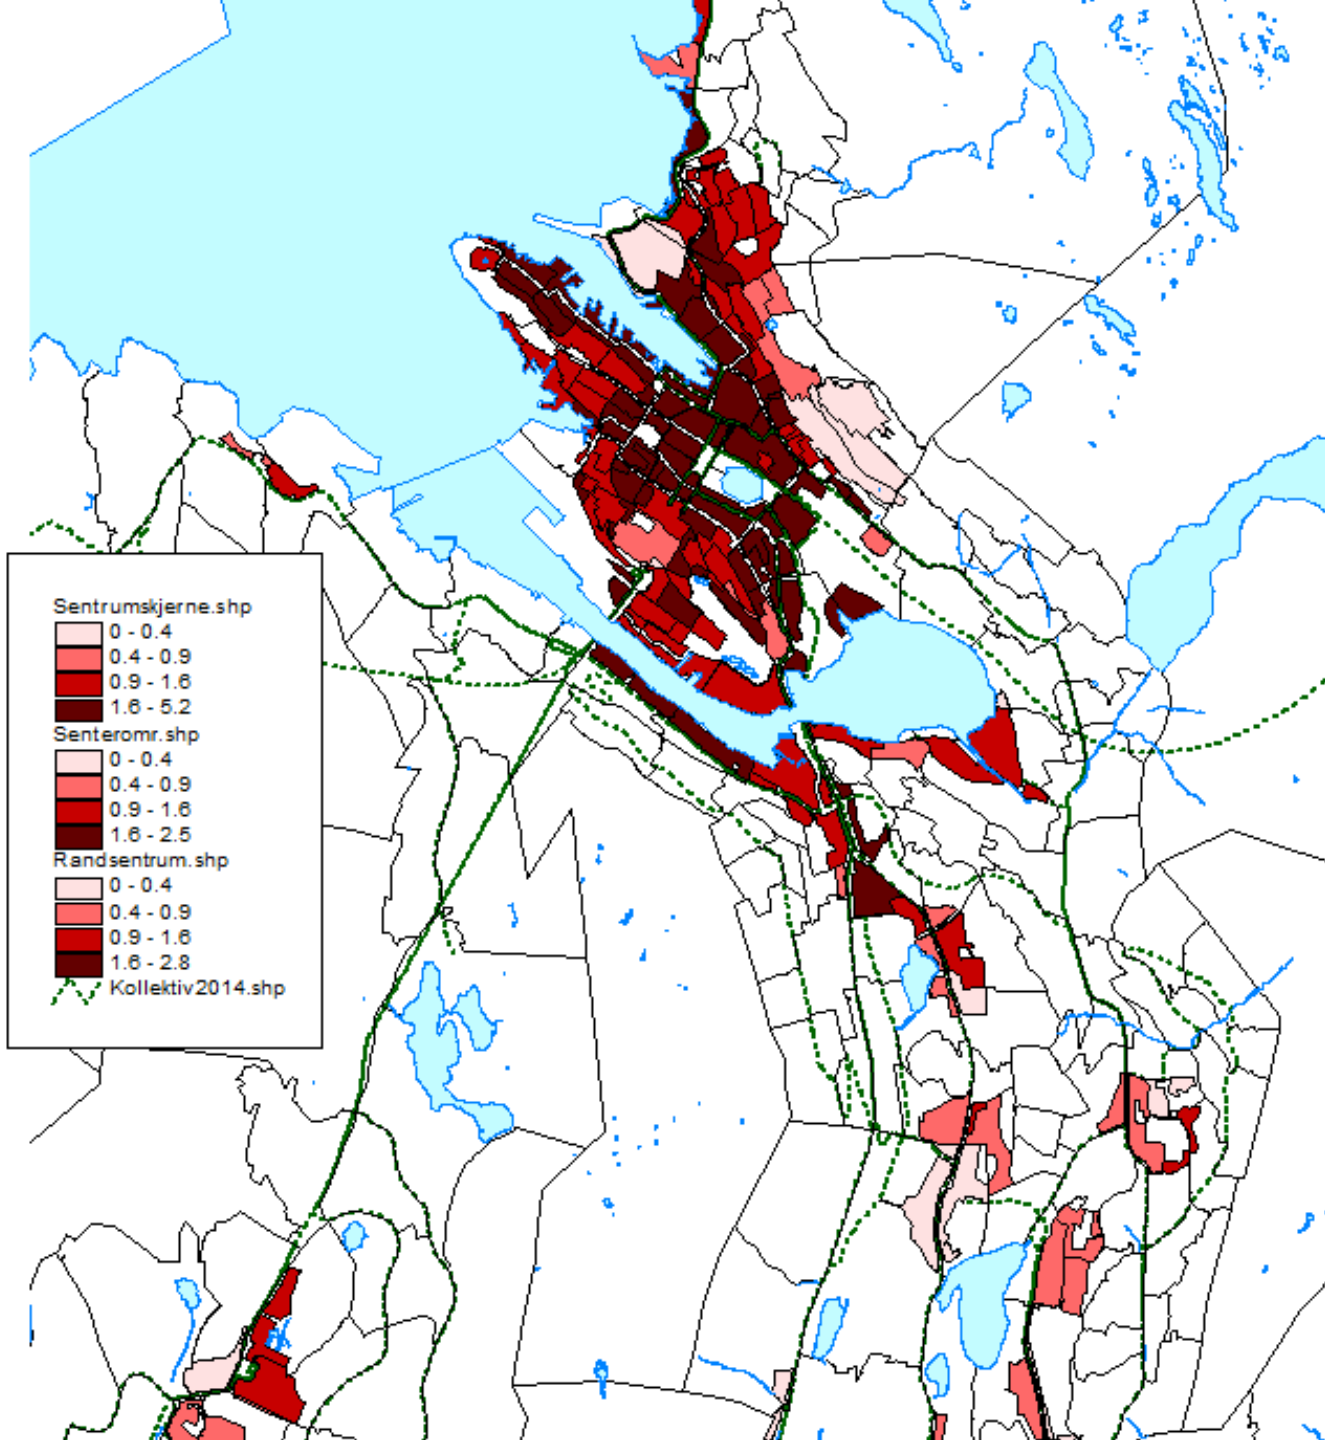 Sentrumskjerne.shp
0 - 0.4
0.4 - 0.9
0.9 - 1.6
1.6 - 5.2
Senteromr.shp
0 - 0.4
0.4 - 0.9
0.9 - 1.6
1.6 - 2.5
Randsentrum.shp
0 - 0.4
0.4 - 0.9
0.9 - 1.6
1.6 - 2.8
Kollektiv2014.shp